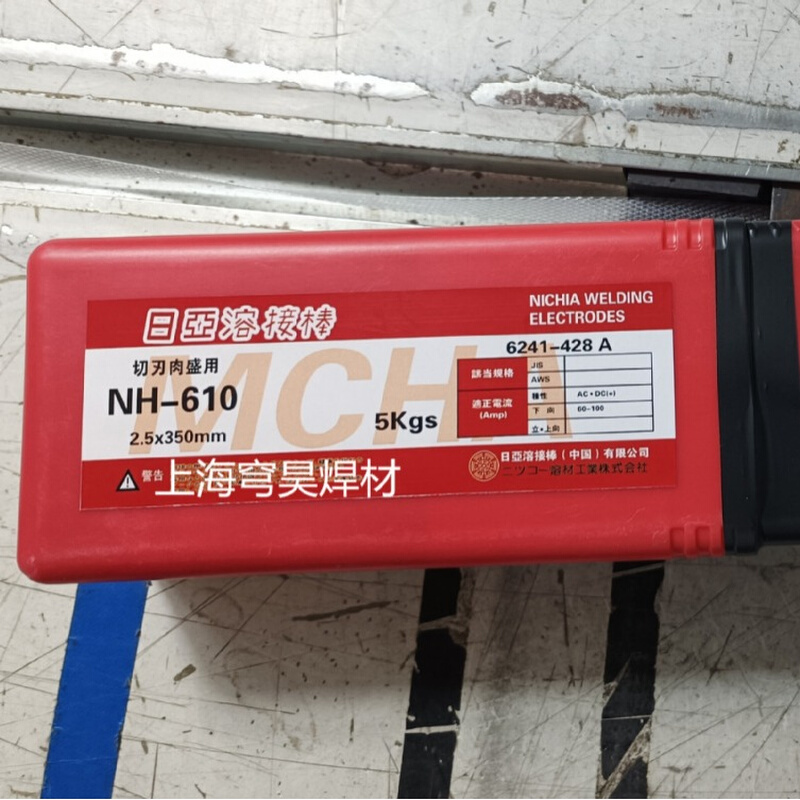 日亞溶接棒
NICHIA WELDING
ELECTRODES
MCHA
切刃肉盛用
NH-610
2.5x350mm
5Kgs
6241-428 A
該当規格
JIS
AWS
適正電流
(Amp)
種性 AC・DC(+)
下 向 60-100
立・上向
警告
上海穹昊焊材
日亞溶接棒(中国)有限公司
ニツコー溶材工業株式会社